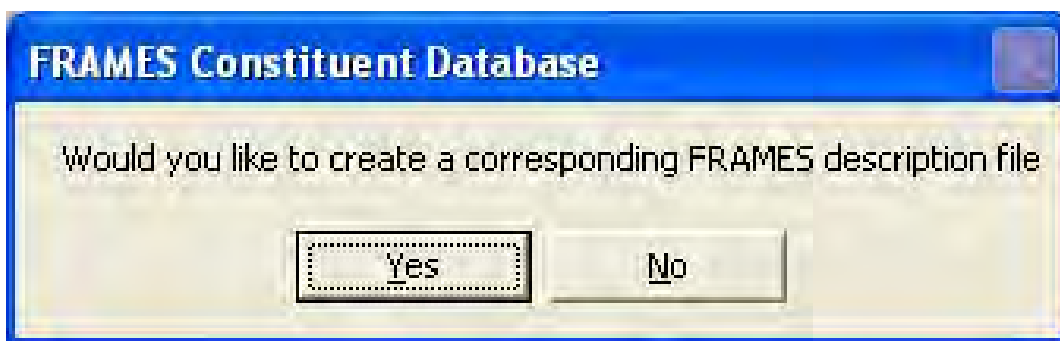 FRAMES Constituent Database
Would you like to create a corresponding FRAMES description file
Yes
No